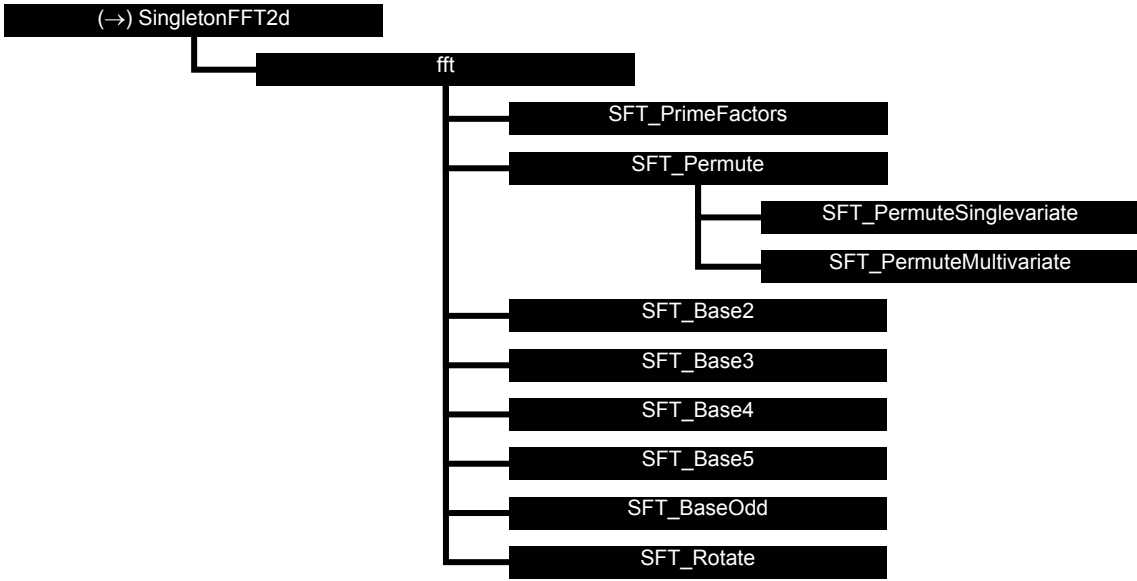 (→) SingletonFFT2d
fft
SFT_PrimeFactors
SFT_Permute
SFT_PermuteSinglevariate
SFT_PermuteMultivariate
SFT_Base2
SFT_Base3
SFT_Base4
SFT_Base5
SFT_BaseOdd
SFT_Rotate